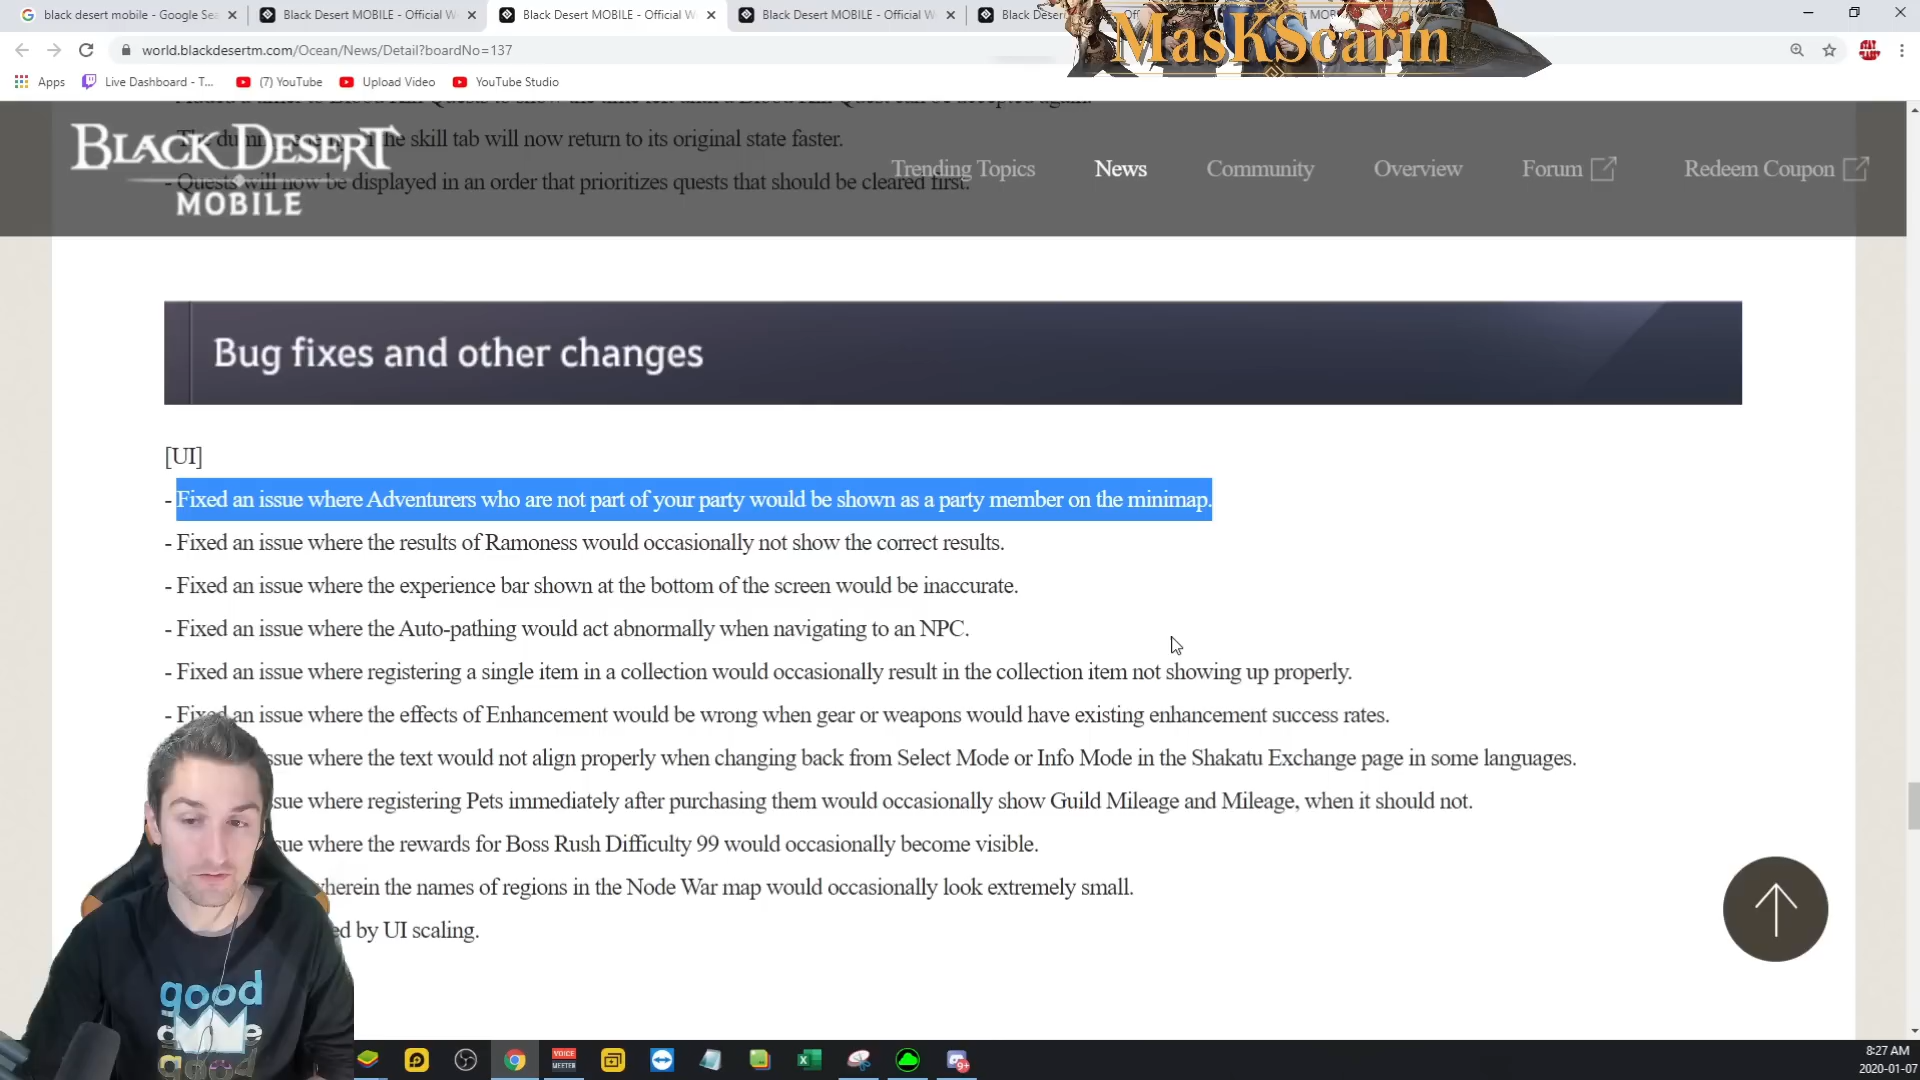 black desert mobile - Google Sea
Black Desert MOBILE - Official W
Black Desert MOBILE - Official W
Black Desert MOBILE - Official W
Black Deser
MasKScarin
world.blackdesertm.com/Ocean/News/Detail?boardNo=137
Apps
Live Dashboard - T...
(7) YouTube
Upload Video
YouTube Studio
BLACK DESERT
MOBILE
Trending Topics
News
Community
Overview
Forum
Redeem Coupon
the skill tab will now return to its original state faster.
- Quests will now be displayed in an order that prioritizes quests that should be cleared first.
Bug fixes and other changes
[UI]
- Fixed an issue where Adventurers who are not part of your party would be shown as a party member on the minimap.
- Fixed an issue where the results of Ramoness would occasionally not show the correct results.
- Fixed an issue where the experience bar shown at the bottom of the screen would be inaccurate.
- Fixed an issue where the Auto-pathing would act abnormally when navigating to an NPC.
- Fixed an issue where registering a single item in a collection would occasionally result in the collection item not showing up properly.
- Fixed an issue where the effects of Enhancement would be wrong when gear or weapons would have existing enhancement success rates.
ssue where the text would not align properly when changing back from Select Mode or Info Mode in the Shakatu Exchange page in some languages.
sue where registering Pets immediately after purchasing them would occasionally show Guild Mileage and Mileage, when it should not.
sue where the rewards for Boss Rush Difficulty 99 would occasionally become visible.
wherein the names of regions in the Node War map would occasionally look extremely small.
ed by UI scaling.
good
good
VOICE
MEETER
9+
8:27 AM
2020-01-07